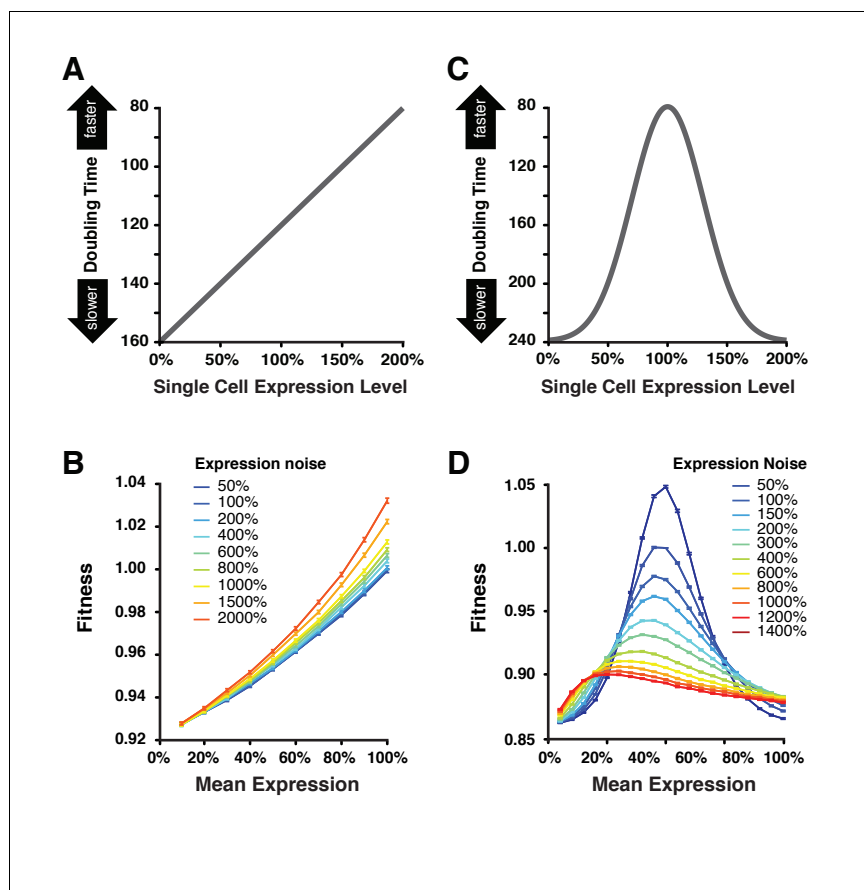 A
faster
Doubling Time
slower
80
100
120
140
160
0% 50% 100% 150% 200%
Single Cell Expression Level
C
faster
Doubling Time
slower
80
120
160
200
240
0% 50% 100% 150% 200%
Single Cell Expression Level
B
Expression noise
50%
100%
200%
400%
600%
800%
1000%
1500%
2000%
Fitness
1.04
1.02
1.00
0.98
0.96
0.94
0.92
0% 20% 40% 60% 80% 100%
Mean Expression
D
Expression Noise
50%
100%
150%
200%
300%
400%
600%
800%
1000%
1200%
1400%
Fitness
1.05
1.00
0.95
0.90
0.85
0% 20% 40% 60% 80% 100%
Mean Expression